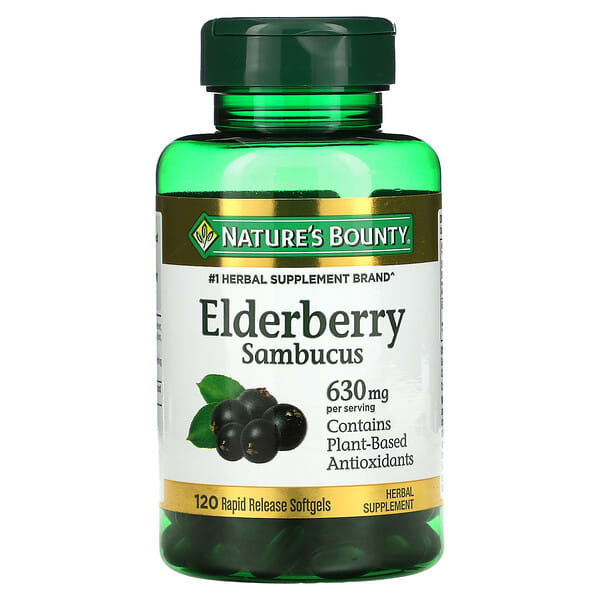 NATURE'S BOUNTY®
#1 HERBAL SUPPLEMENT BRAND^
Elderberry
Sambucus
630mg
per serving
Contains
Plant-Based
Antioxidants
120 Rapid Release Softgels
HERBAL
SUPPLEMENT